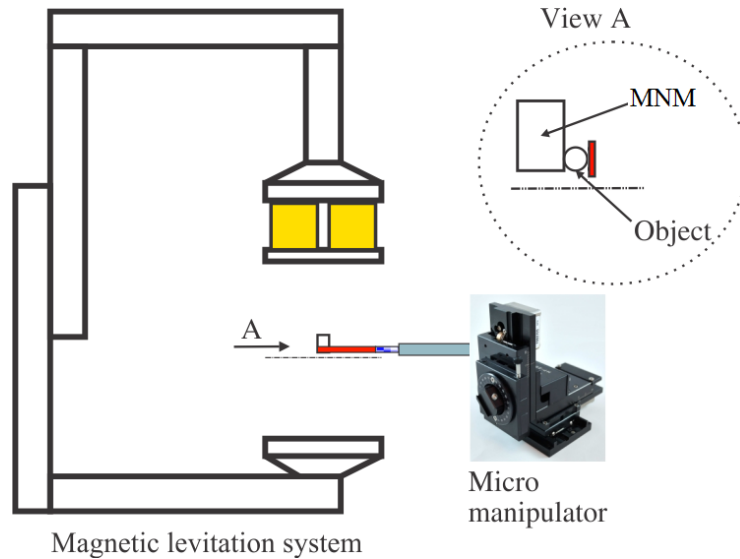 View A
MNM
Object
A
Micro
manipulator
Magnetic levitation system